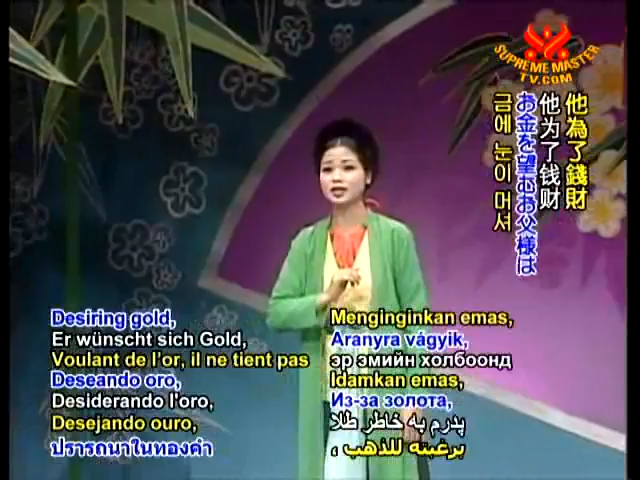 SUPREME MASTER
TV.COM
他為了錢財
他为了钱财
お金を望むお父様は
금에 눈이 머셔
Desiring gold,
Er wünscht sich Gold,
Voulant de l'or, il ne tient pas
Deseando oro,
Desiderando l'oro,
Desejando ouro,
ปรารถนาในทองคำ
Menginginkan emas,
Aranyra vágyik,
эр эмийн холбоонд
Idamkan emas,
Из-за золота,
پدرم به خاطر طلا
برغبته للذهب ،